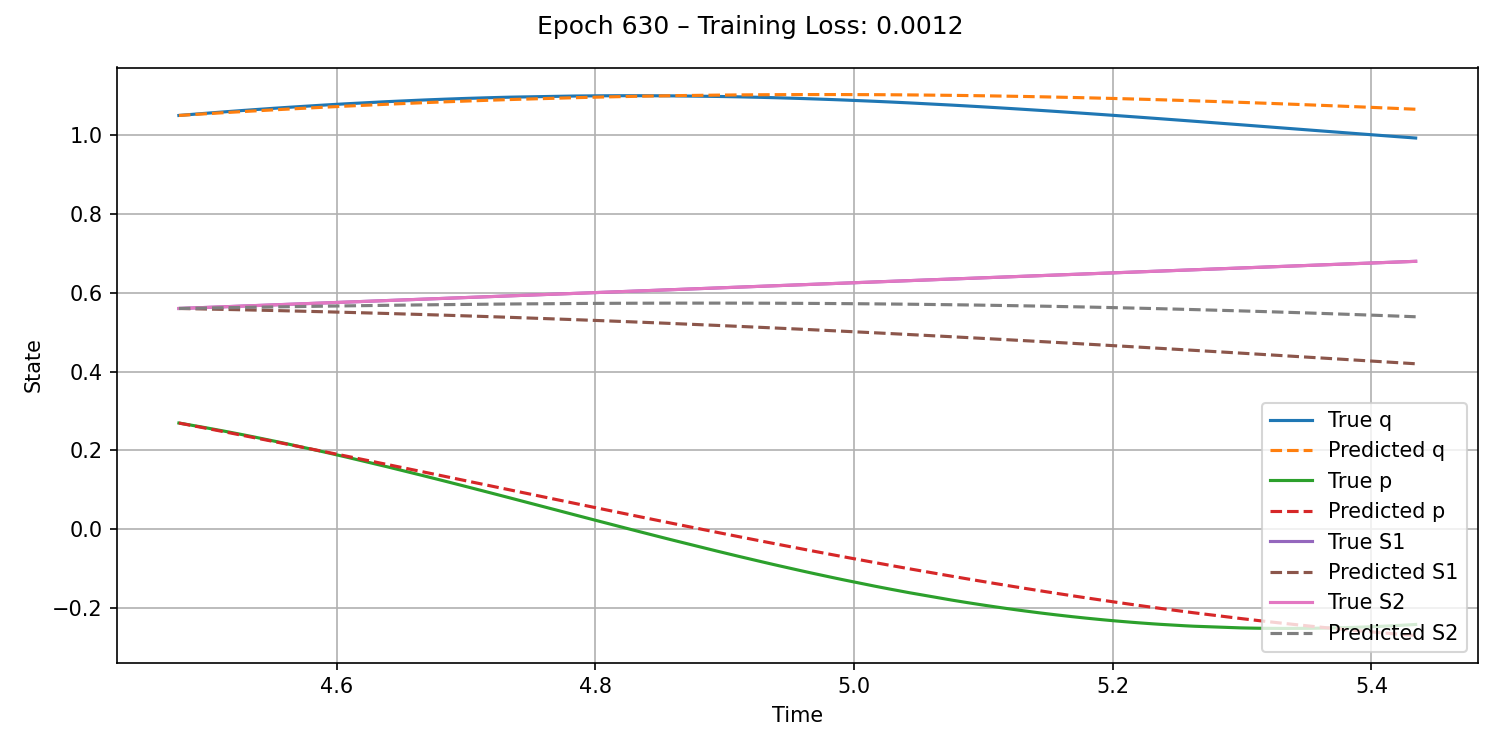 Epoch 630 – Training Loss: 0.0012
State
1.0
0.8
0.6
0.4
0.2
0.0
−0.2
True q
Predicted q
True p
Predicted p
True S1
Predicted S1
True S2
Predicted S2
4.6 4.8 5.0 5.2 5.4
Time